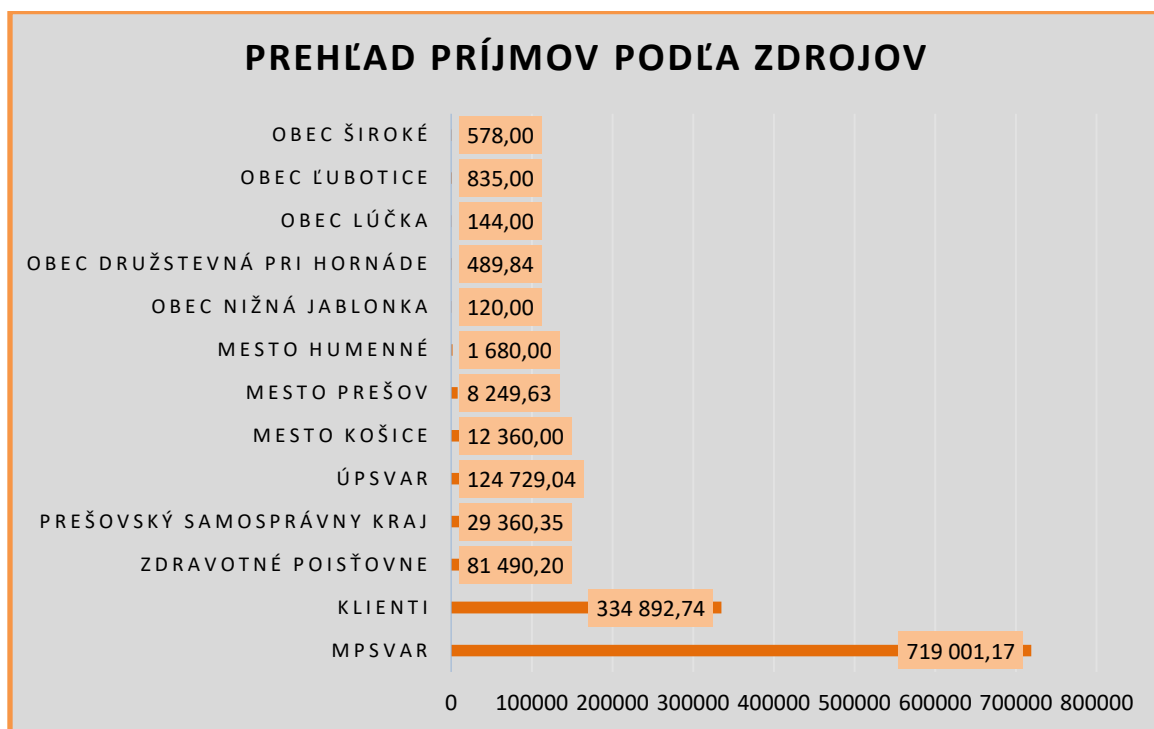 PREHĽAD PRÍJMOV PODĽA ZDROJOV
OBEC ŠIROKÉ 578,00
OBEC ĽUBOTICE 835,00
OBEC LÚČKA 144,00
OBEC DRUŽSTEVNÁ PRI HORNÁDE 489,84
OBEC NIŽNÁ JABLONKA 120,00
MESTO HUMENNÉ 1 680,00
MESTO PREŠOV 8 249,63
MESTO KOŠICE 12 360,00
ÚPSVAR 124 729,04
PREŠOVSKÝ SAMOSPRÁVNY KRAJ 29 360,35
ZDRAVOTNÉ POISŤOVNE 81 490,20
KLIENTI 334 892,74
MPSVAR 719 001,17
0 100000 200000 300000 400000 500000 600000 700000 800000